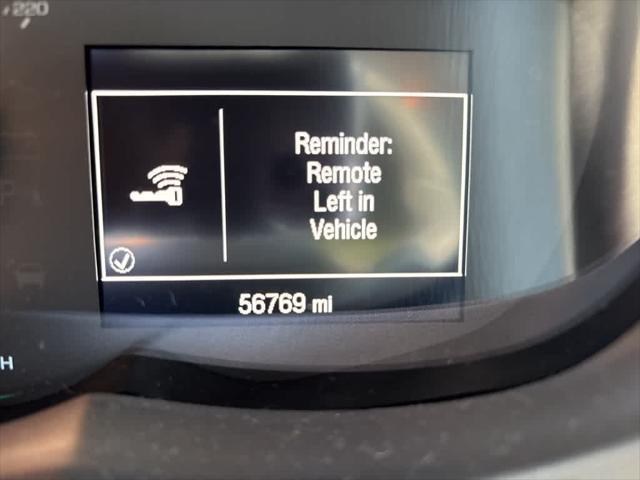 220
Reminder:
Remote
Left in
Vehicle
56769 mi
H